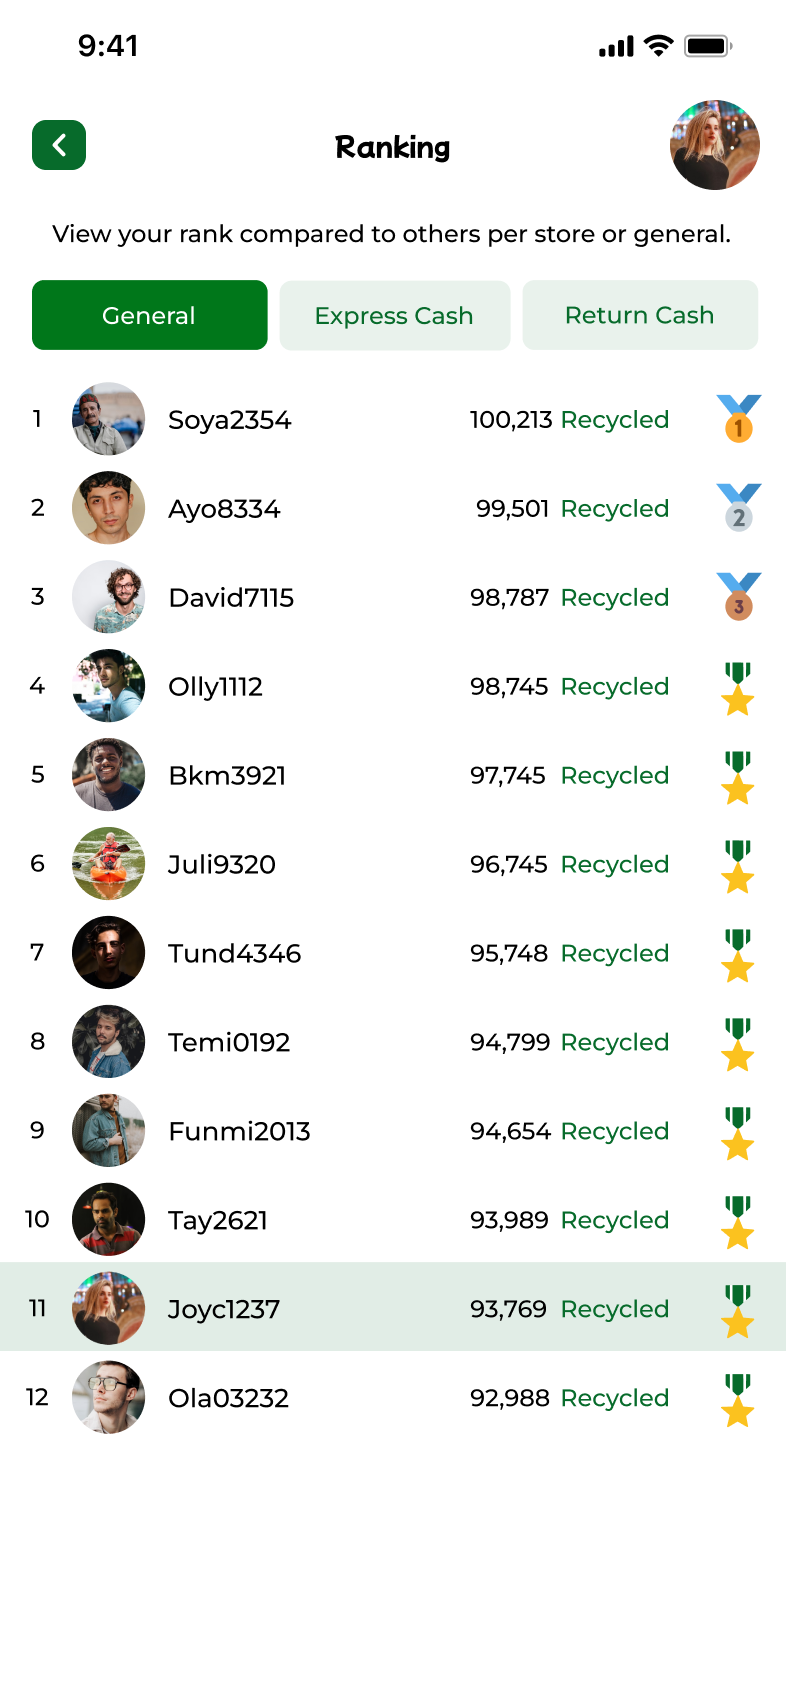 9:41
Ranking
View your rank compared to others per store or general.
General Express Cash Return Cash
1 Soya2354 100,213 Recycled 1
2 Ayo8334 99,501 Recycled 2
3 David7115 98,787 Recycled 3
4 Olly1112 98,745 Recycled
5 Bkm3921 97,745 Recycled
6 Juli9320 96,745 Recycled
7 Tund4346 95,748 Recycled
8 Temi0192 94,799 Recycled
9 Funmi2013 94,654 Recycled
10 Tay2621 93,989 Recycled
11 Joyc1237 93,769 Recycled
12 Ola03232 92,988 Recycled